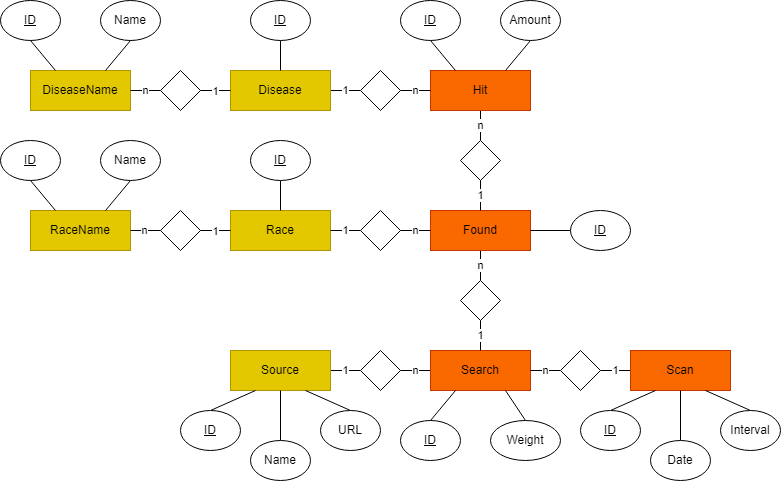 ID
Name
ID
ID
Amount
DiseaseName
n
1
Disease
1
n
Hit
n
ID
Name
ID
1
RaceName
n
1
Race
1
n
Found
ID
n
1
Source
1
n
Search
n
1
Scan
ID
Name
URL
ID
Weight
ID
Date
Interval